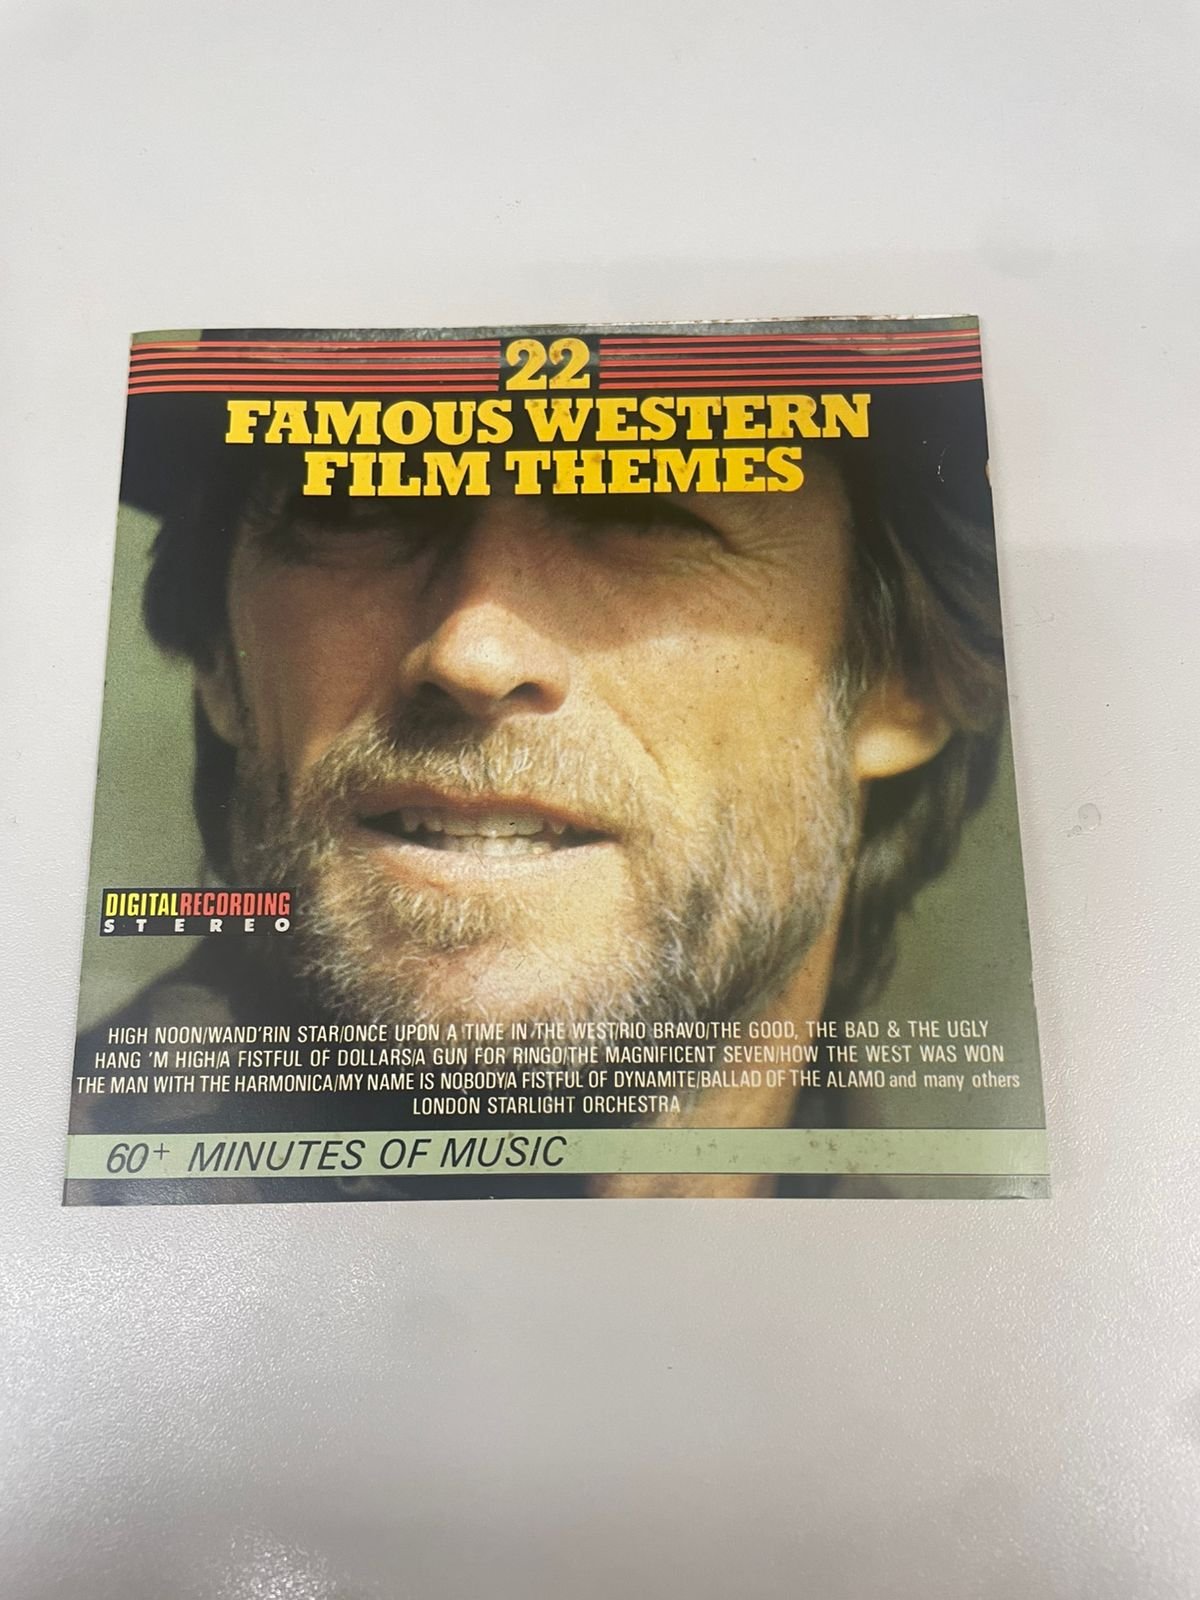 22
FAMOUS WESTERN
FILM THEMES
DIGITALRECORDING
STEREO
HIGH NOON/WAND'RIN STAR/ONCE UPON A TIME IN THE WEST/RIO BRAVO/THE GOOD, THE BAD & THE UGLY
HANG 'M HIGH/A FISTFUL OF DOLLARS/A GUN FOR RINGO/THE MAGNIFICENT SEVEN/HOW THE WEST WAS WON
THE MAN WITH THE HARMONICA/MY NAME IS NOBODY/A FISTFUL OF DYNAMITE/BALLAD OF THE ALAMO and many others
LONDON STARLIGHT ORCHESTRA
60+ MINUTES OF MUSIC